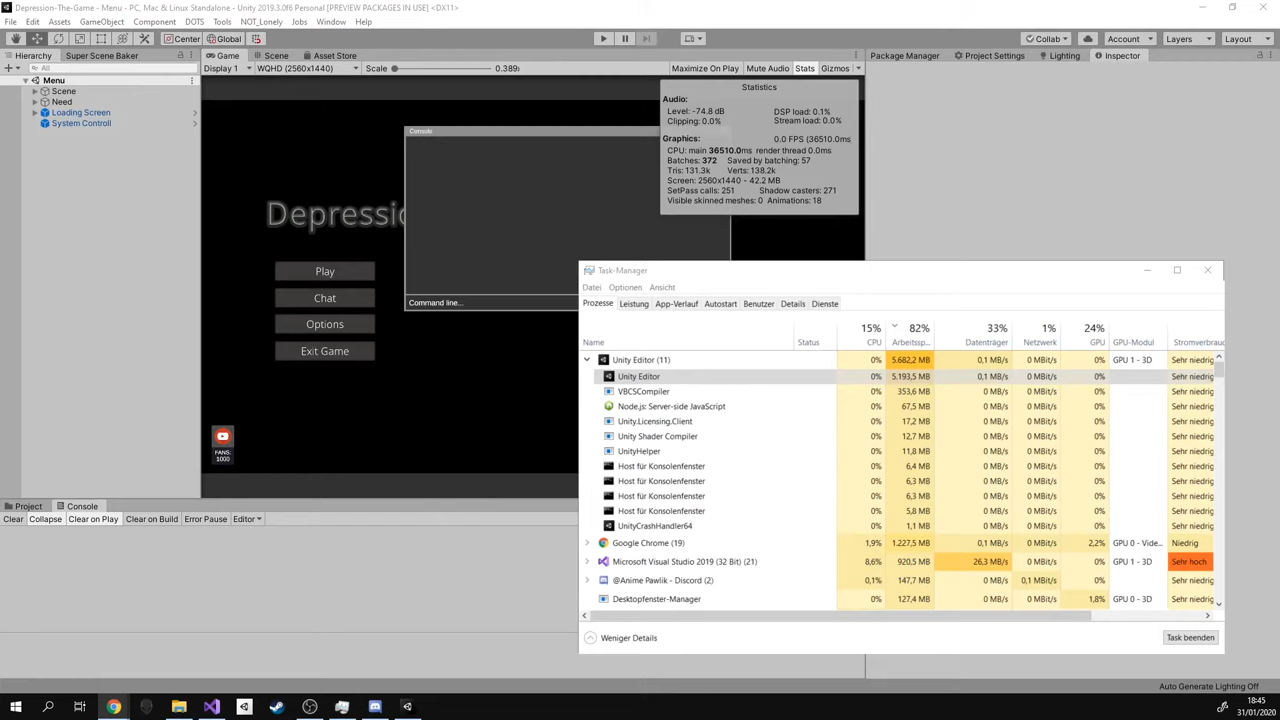 Depression-The-Game - Menu - PC, Mac & Linux Standalone - Unity 2019.3.0f6 Personal [PREVIEW PACKAGES IN USE] <DX11>
File Edit Assets GameObject Component DOTS Tools NOT_Lonely Jobs Window Help
Center Global Collab Account Layers Layout
Hierarchy Super Scene Baker Game Scene Asset Store Package Manager Project Settings Lighting Inspector
All Display 1 WQHD (2560x1440) Scale 0.389 Maximize On Play Mute Audio Stats Gizmos
Menu
Scene
Need
Loading Screen
System Controll
Statistics
Audio:
Level: -74.8 dB DSP load: 0.1%
Clipping: 0.0% Stream load: 0.0%
Graphics: 0.0 FPS (36510.0ms
CPU: main 36510.0ms render thread 0.0ms
Batches: 372 Saved by batching: 57
Tris: 131.3k Verts: 138.2k
Screen: 2560x1440 - 42.2 MB
SetPass calls: 251 Shadow casters: 271
Visible skinned meshes: 0 Animations: 18
Console
Command line...
Depressio
Play
Chat
Options
Exit Game
FANS:
1000
Project Console
Clear Collapse Clear on Play Clear on Build Error Pause Editor
Task-Manager
Datei Optionen Ansicht
Prozesse Leistung App-Verlauf Autostart Benutzer Details Dienste
15% 82% 33% 1% 24%
Name Status CPU Arbeitssp... Datenträger Netzwerk GPU GPU-Modul Stromverbrauc
Unity Editor (11) 0% 5.682,2 MB 0,1 MB/s 0 MBit/s 0% GPU 1 - 3D Sehr niedrig
Unity Editor 0% 5.193,5 MB 0,1 MB/s 0 MBit/s 0% GPU 1 - 3D Sehr niedrig
VBCSCompiler 0% 353,6 MB 0 MB/s 0 MBit/s 0% Sehr niedrig
Node.js: Server-side JavaScript 0% 67,5 MB 0 MB/s 0 MBit/s 0% Sehr niedrig
Unity.Licensing.Client 0% 17,2 MB 0 MB/s 0 MBit/s 0% Sehr niedrig
Unity Shader Compiler 0% 12,7 MB 0 MB/s 0 MBit/s 0% Sehr niedrig
UnityHelper 0% 11,8 MB 0 MB/s 0 MBit/s 0% Sehr niedrig
Host für Konsolenfenster 0% 6,4 MB 0 MB/s 0 MBit/s 0% Sehr niedrig
Host für Konsolenfenster 0% 6,3 MB 0 MB/s 0 MBit/s 0% Sehr niedrig
Host für Konsolenfenster 0% 6,3 MB 0 MB/s 0 MBit/s 0% Sehr niedrig
Host für Konsolenfenster 0% 5,8 MB 0 MB/s 0 MBit/s 0% Sehr niedrig
UnityCrashHandler64 0% 1,1 MB 0 MB/s 0 MBit/s 0% Sehr niedrig
Google Chrome (19) 1,9% 1.227,5 MB 0,1 MB/s 0 MBit/s 2,2% GPU 0 - Vide... Niedrig
Microsoft Visual Studio 2019 (32 Bit) (21) 8,6% 920,5 MB 26,3 MB/s 0 MBit/s 0% GPU 1 - 3D Sehr hoch
@Anime Pawlik - Discord (2) 0,1% 147,7 MB 0 MB/s 0,1 MBit/s 0% Sehr niedrig
Desktopfenster-Manager 0% 127,4 MB 0 MB/s 0 MBit/s 1,8% GPU 0 - 3D Sehr niedrig
Weniger Details Task beenden
Auto Generate Lighting Off
18:45
31/01/2020